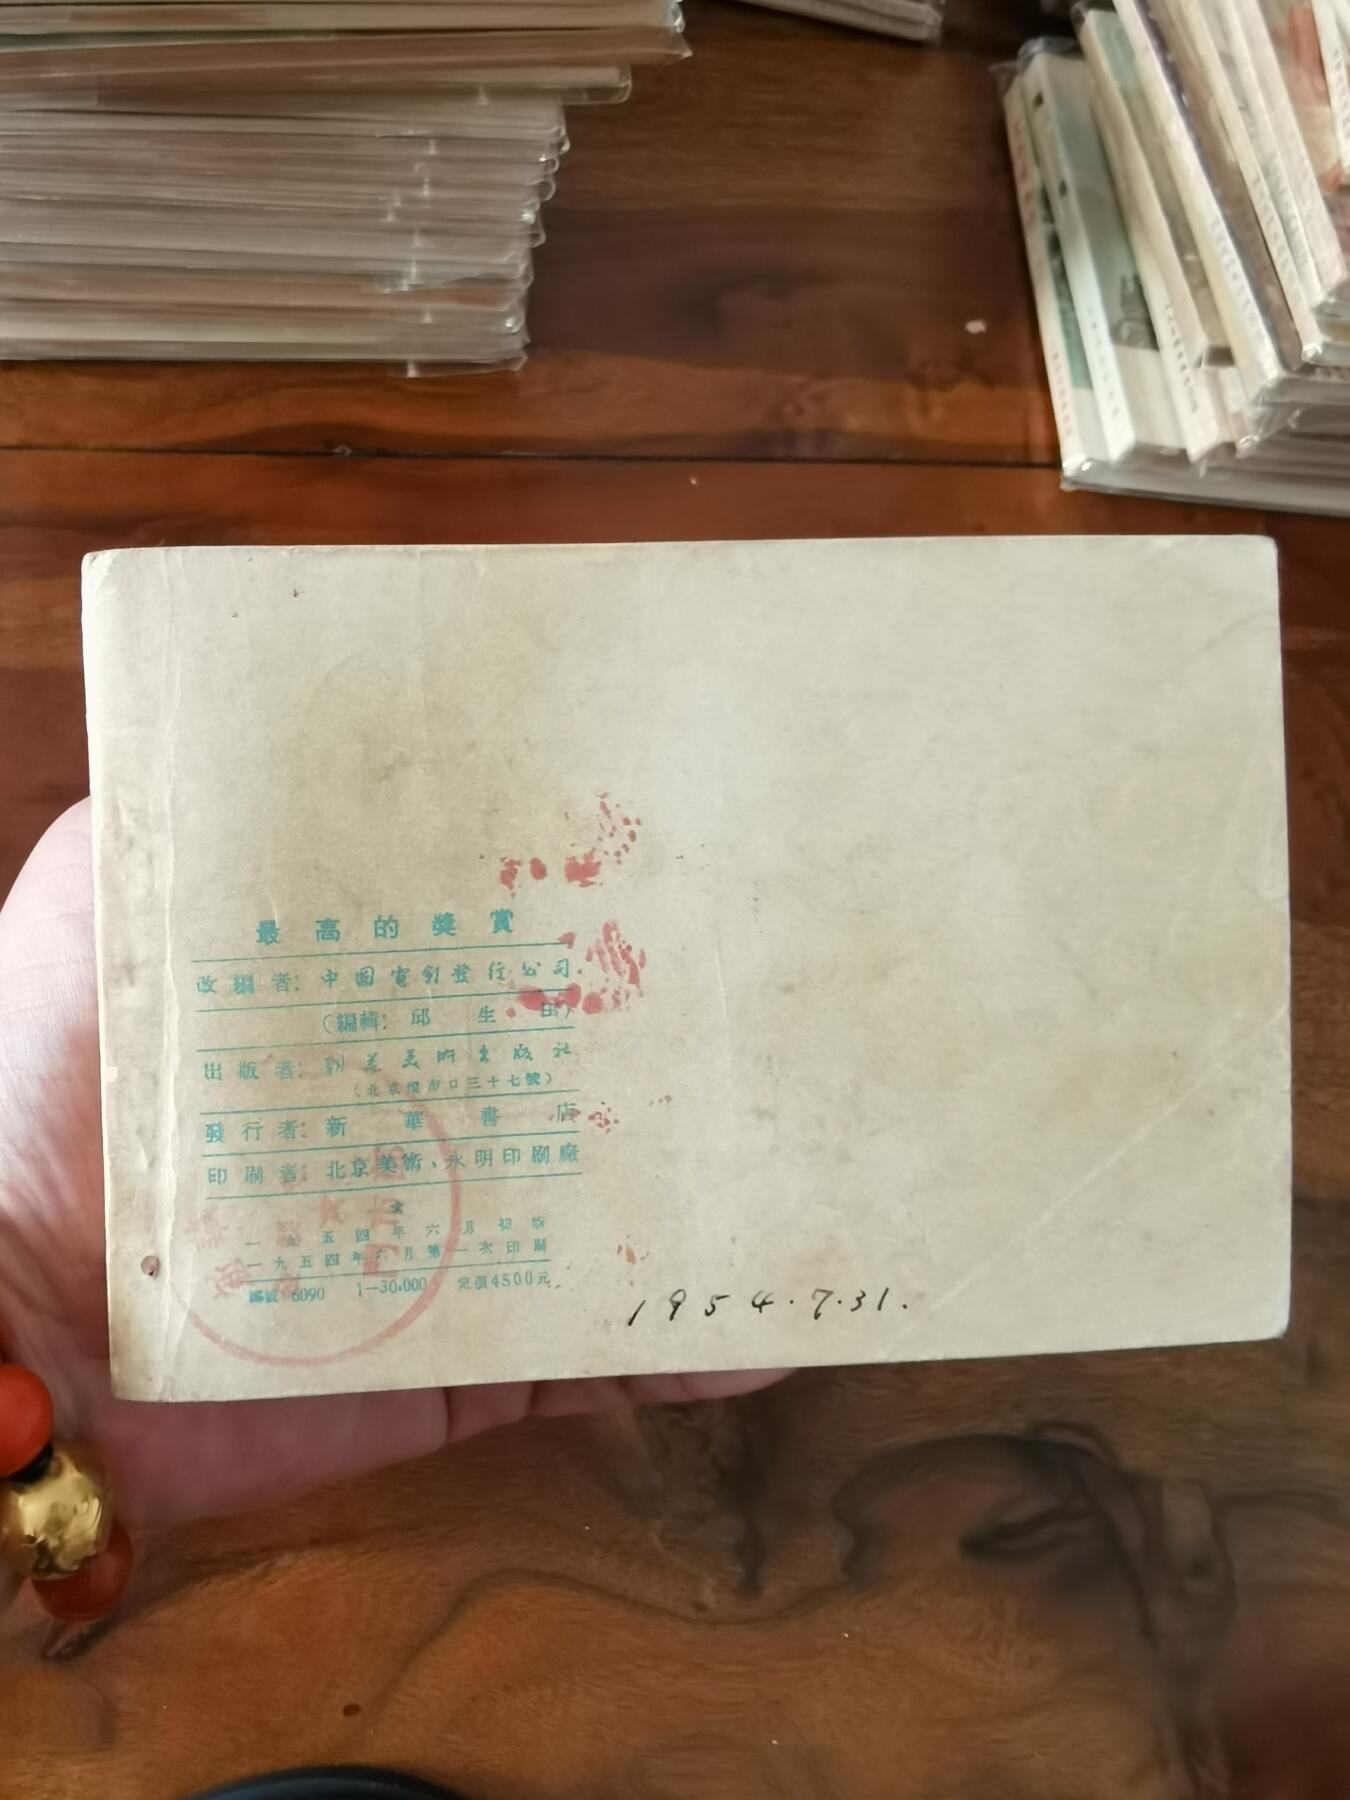 最高的獎賞
改編者：中國電影發行公司
（編輯：邱生田）
出版者：朝花美術出版社
（北京燈市口三十七號）
發行者：新華書店
印刷者：北京美術、永明印刷廠
★
一九五四年六月初版
一九五四年六月第一次印刷
編號 6090 1—30,000 定價4500元
1954.7.31.